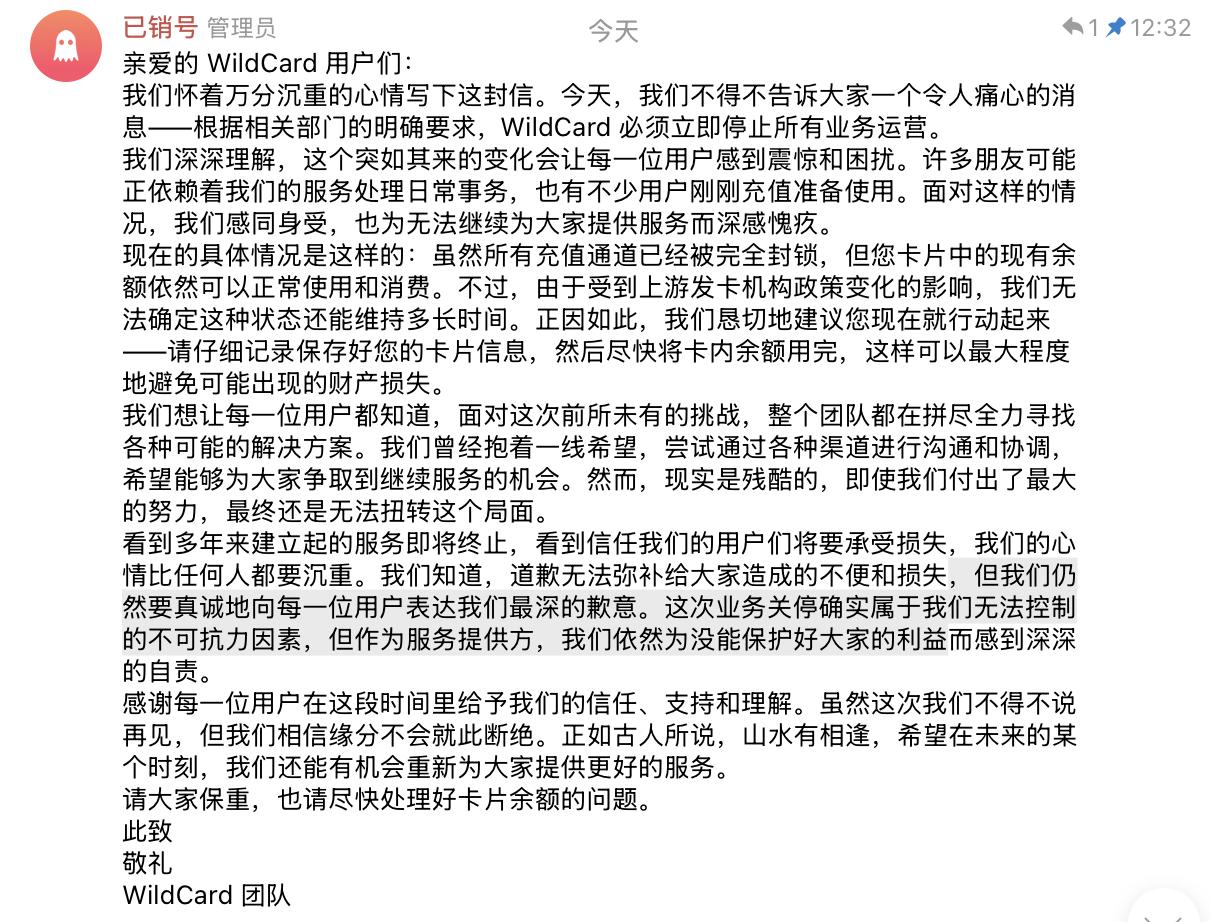 已销号 管理员
今天
1 12:32
亲爱的 WildCard 用户们：
我们怀着万分沉重的心情写下这封信。今天，我们不得不告诉大家一个令人痛心的消
息——根据相关部门的明确要求，WildCard 必须立即停止所有业务运营。
我们深深理解，这个突如其来的变化会让每一位用户感到震惊和困扰。许多朋友可能
正依赖着我们的服务处理日常事务，也有不少用户刚刚充值准备使用。面对这样的情
况，我们感同身受，也为无法继续为大家提供服务而深感愧疚。
现在的具体情况是这样的：虽然所有充值通道已经被完全封锁，但您卡片中的现有余
额依然可以正常使用和消费。不过，由于受到上游发卡机构政策变化的影响，我们无
法确定这种状态还能维持多长时间。正因如此，我们恳切地建议您现在就行动起来
——请仔细记录保存好您的卡片信息，然后尽快将卡内余额用完，这样可以最大程度
地避免可能出现的财产损失。
我们想让每一位用户都知道，面对这次前所未有的挑战，整个团队都在拼尽全力寻找
各种可能的解决方案。我们曾经抱着一线希望，尝试通过各种渠道进行沟通和协调，
希望能够为大家争取到继续服务的机会。然而，现实是残酷的，即使我们付出了最大
的努力，最终还是无法扭转这个局面。
看到多年来建立起的服务即将终止，看到信任我们的用户们将要承受损失，我们的心
情比任何人都要沉重。我们知道，道歉无法弥补给大家造成的不便和损失，但我们仍
然要真诚地向每一位用户表达我们最深的歉意。这次业务关停确实属于我们无法控制
的不可抗力因素，但作为服务提供方，我们依然为没能保护好大家的利益而感到深深
的自责。
感谢每一位用户在这段时间里给予我们的信任、支持和理解。虽然这次我们不得不说
再见，但我们相信缘分不会就此断绝。正如古人所说，山水有相逢，希望在未来的某
个时刻，我们还能有机会重新为大家提供更好的服务。
请大家保重，也请尽快处理好卡片余额的问题。
此致
敬礼
WildCard 团队